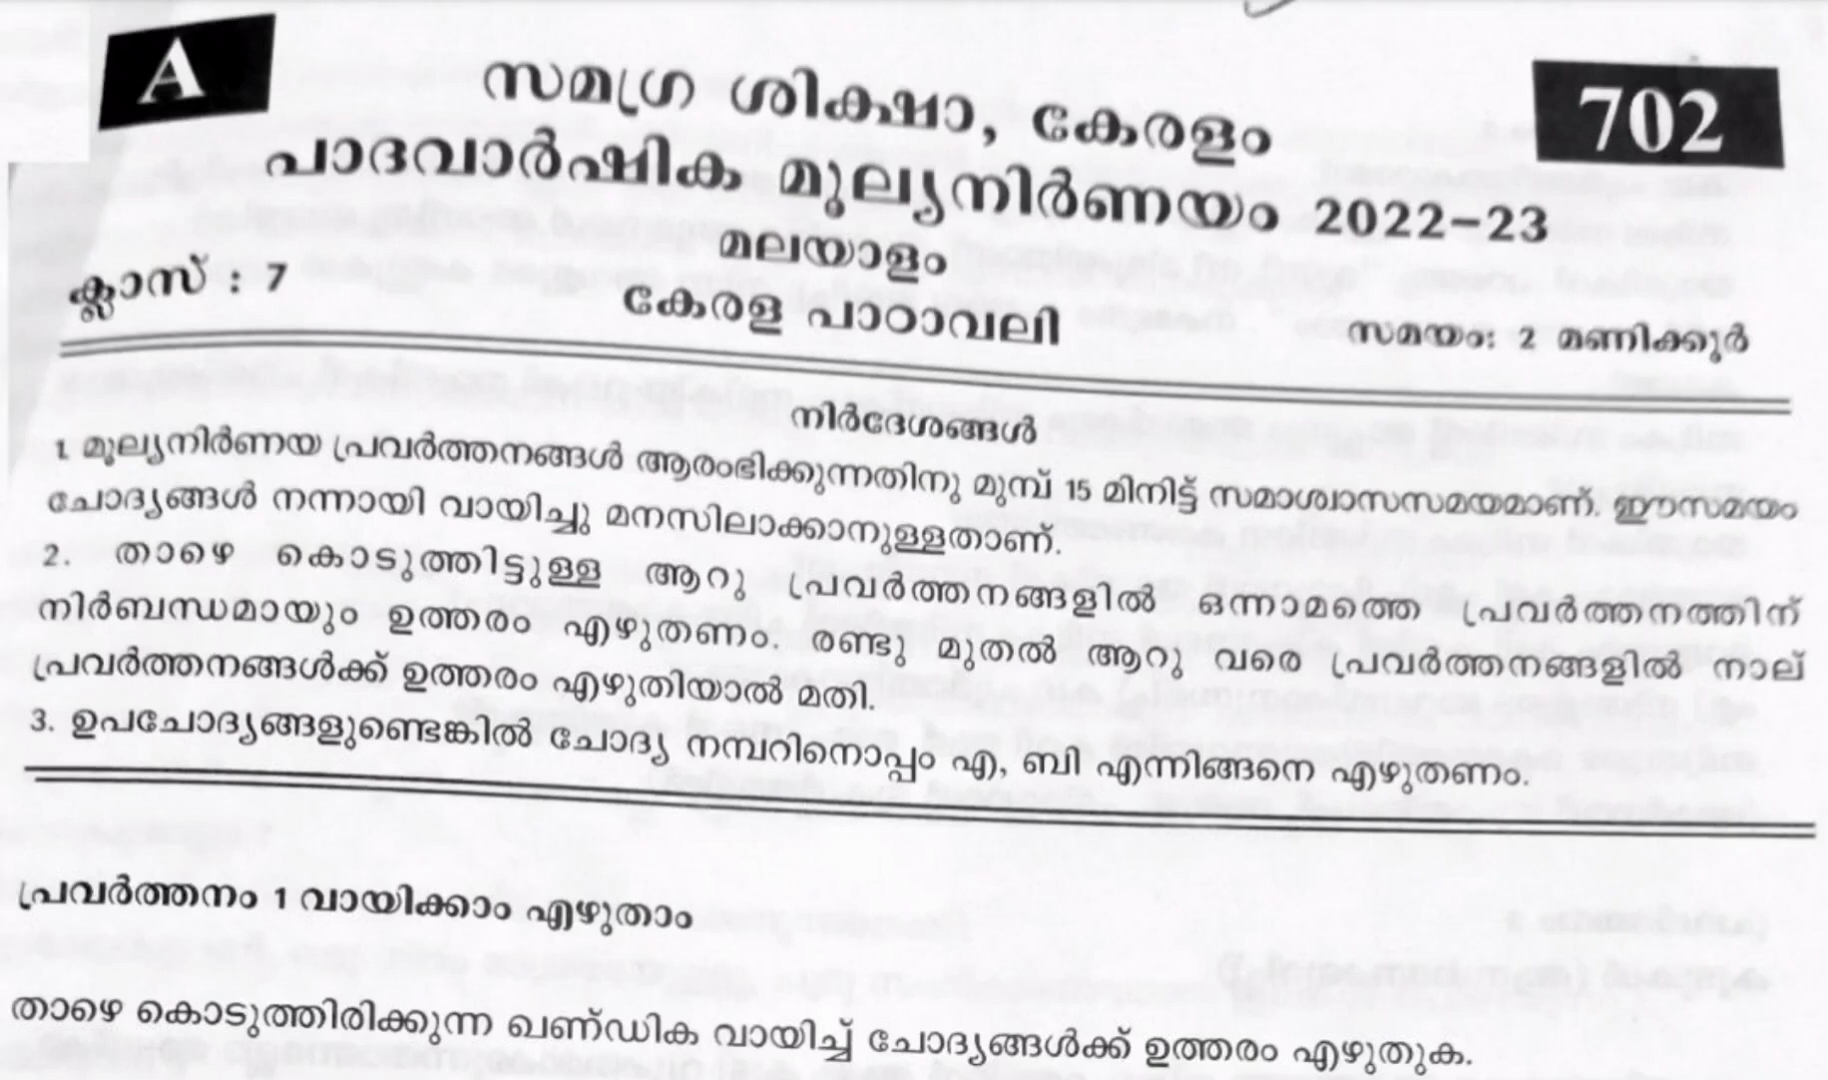 A
702
സമഗ്ര ശിക്ഷാ, കേരളം
പാദവാർഷിക മൂല്യനിർണയം 2022-23
മലയാളം
ക്ലാസ് : 7
കേരള പാഠാവലി
സമയം: 2 മണിക്കൂർ
നിർദേശങ്ങൾ
1. മൂല്യനിർണയ പ്രവർത്തനങ്ങൾ ആരംഭിക്കുന്നതിനു മുമ്പ് 15 മിനിട്ട് സമാശ്വാസസമയമാണ്. ഈസമയം
ചോദ്യങ്ങൾ നന്നായി വായിച്ചു മനസിലാക്കാനുള്ളതാണ്.
2. താഴെ കൊടുത്തിട്ടുള്ള ആറു പ്രവർത്തനങ്ങളിൽ ഒന്നാമത്തെ പ്രവർത്തനത്തിന്
നിർബന്ധമായും ഉത്തരം എഴുതണം. രണ്ടു മുതൽ ആറു വരെ പ്രവർത്തനങ്ങളിൽ നാല്
പ്രവർത്തനങ്ങൾക്ക് ഉത്തരം എഴുതിയാൽ മതി.
3. ഉപചോദ്യങ്ങളുണ്ടെങ്കിൽ ചോദ്യ നമ്പറിനൊപ്പം എ, ബി എന്നിങ്ങനെ എഴുതണം.
പ്രവർത്തനം 1 വായിക്കാം എഴുതാം
താഴെ കൊടുത്തിരിക്കുന്ന ഖണ്ഡിക വായിച്ച് ചോദ്യങ്ങൾക്ക് ഉത്തരം എഴുതുക.